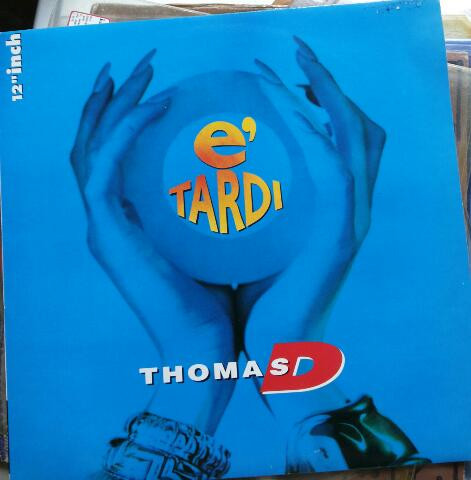 12"inch
e'
TARDI
THOMAS D